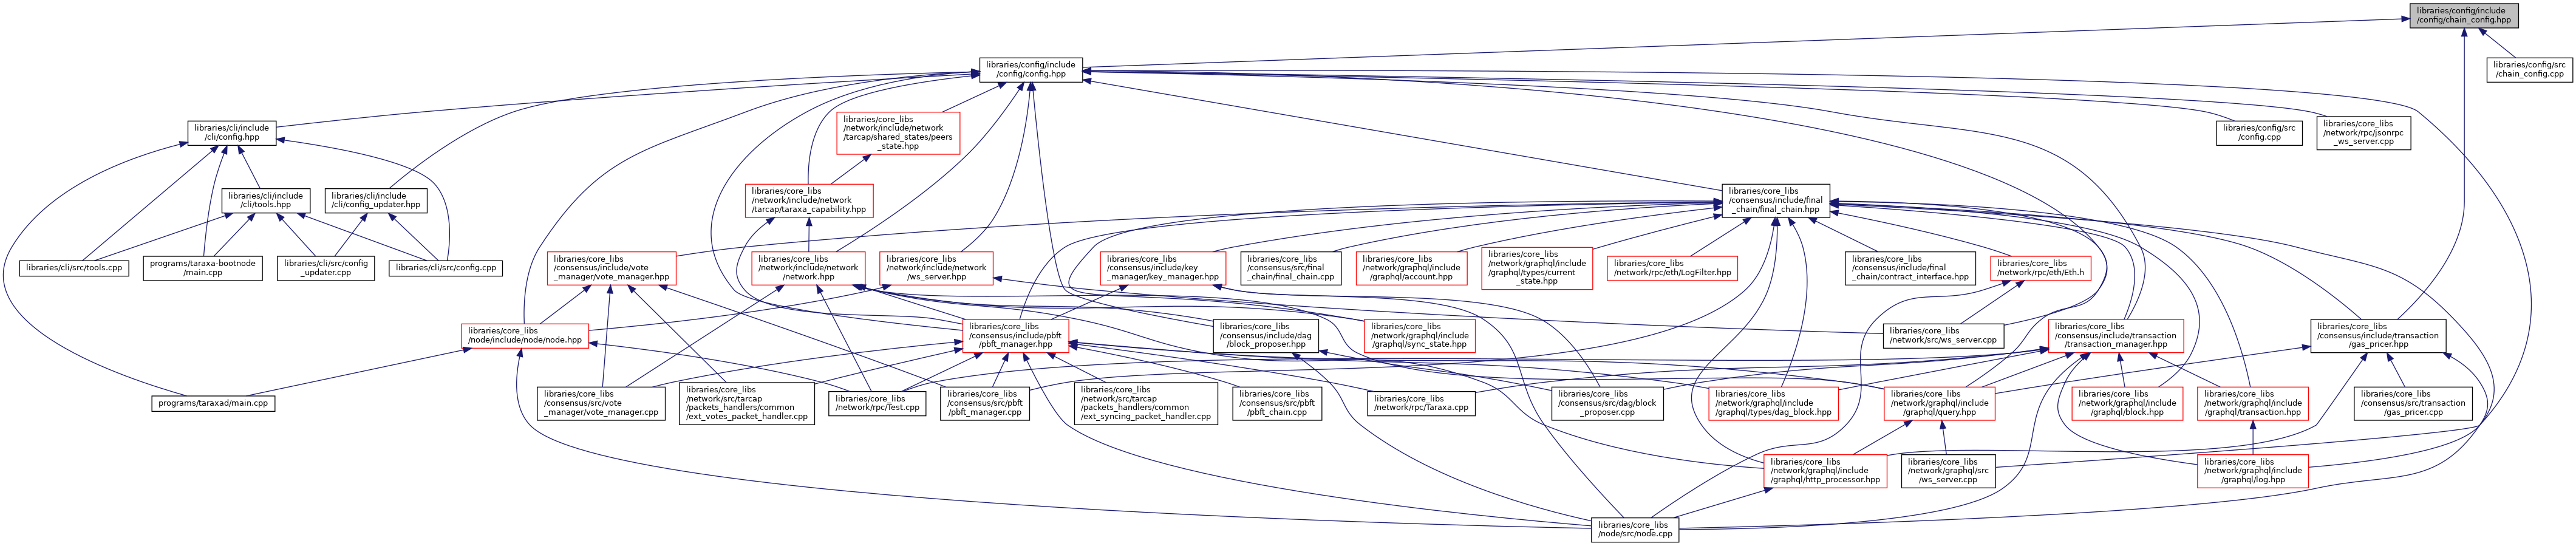 libraries/config/include
/config/chain_config.hpp
libraries/config/include
/config/config.hpp
libraries/config/src
/chain_config.cpp
libraries/core_libs
/network/include/network
/tarcap/shared_states/peers
_state.hpp
libraries/cli/include
/cli/config.hpp
libraries/config/src
/config.cpp
libraries/core_libs
/network/rpc/jsonrpc
_ws_server.cpp
libraries/cli/include
/cli/tools.hpp
libraries/cli/include
/cli/config_updater.hpp
libraries/core_libs
/network/include/network
/tarcap/taraxa_capability.hpp
libraries/core_libs
/consensus/include/final
_chain/final_chain.hpp
libraries/cli/src/tools.cpp
programs/taraxa-bootnode
/main.cpp
libraries/cli/src/config
_updater.cpp
libraries/cli/src/config.cpp
libraries/core_libs
/consensus/include/vote
_manager/vote_manager.hpp
libraries/core_libs
/network/include/network
/network.hpp
libraries/core_libs
/network/include/network
/ws_server.hpp
libraries/core_libs
/consensus/include/key
_manager/key_manager.hpp
libraries/core_libs
/consensus/src/final
_chain/final_chain.cpp
libraries/core_libs
/network/graphql/include
/graphql/account.hpp
libraries/core_libs
/network/graphql/include
/graphql/types/current
_state.hpp
libraries/core_libs
/network/rpc/eth/LogFilter.hpp
libraries/core_libs
/consensus/include/final
_chain/contract_interface.hpp
libraries/core_libs
/network/rpc/eth/Eth.h
libraries/core_libs
/node/include/node/node.hpp
libraries/core_libs
/consensus/include/pbft
/pbft_manager.hpp
libraries/core_libs
/consensus/include/dag
/block_proposer.hpp
libraries/core_libs
/network/graphql/include
/graphql/sync_state.hpp
libraries/core_libs
/network/src/ws_server.cpp
libraries/core_libs
/consensus/include/transaction
/transaction_manager.hpp
libraries/core_libs
/consensus/include/transaction
/gas_pricer.hpp
programs/taraxad/main.cpp
libraries/core_libs
/consensus/src/vote
_manager/vote_manager.cpp
libraries/core_libs
/network/src/tarcap
/packets_handlers/common
/ext_votes_packet_handler.cpp
libraries/core_libs
/network/rpc/Test.cpp
libraries/core_libs
/consensus/src/pbft
/pbft_manager.cpp
libraries/core_libs
/network/src/tarcap
/packets_handlers/common
/ext_syncing_packet_handler.cpp
libraries/core_libs
/consensus/src/pbft
/pbft_chain.cpp
libraries/core_libs
/network/rpc/Taraxa.cpp
libraries/core_libs
/consensus/src/dag/block
_proposer.cpp
libraries/core_libs
/network/graphql/include
/graphql/types/dag_block.hpp
libraries/core_libs
/network/graphql/include
/graphql/query.hpp
libraries/core_libs
/network/graphql/include
/graphql/block.hpp
libraries/core_libs
/network/graphql/include
/graphql/transaction.hpp
libraries/core_libs
/consensus/src/transaction
/gas_pricer.cpp
libraries/core_libs
/network/graphql/include
/graphql/http_processor.hpp
libraries/core_libs
/network/graphql/src
/ws_server.cpp
libraries/core_libs
/network/graphql/include
/graphql/log.hpp
libraries/core_libs
/node/src/node.cpp